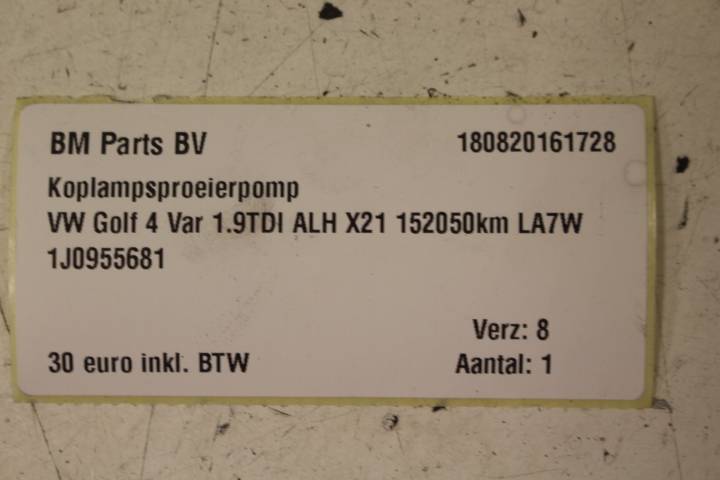 BM Parts BV 180820161728
Koplampsproeierpomp
VW Golf 4 Var 1.9TDI ALH X21 152050km LA7W
1J0955681
Verz: 8
30 euro inkl. BTW Aantal: 1